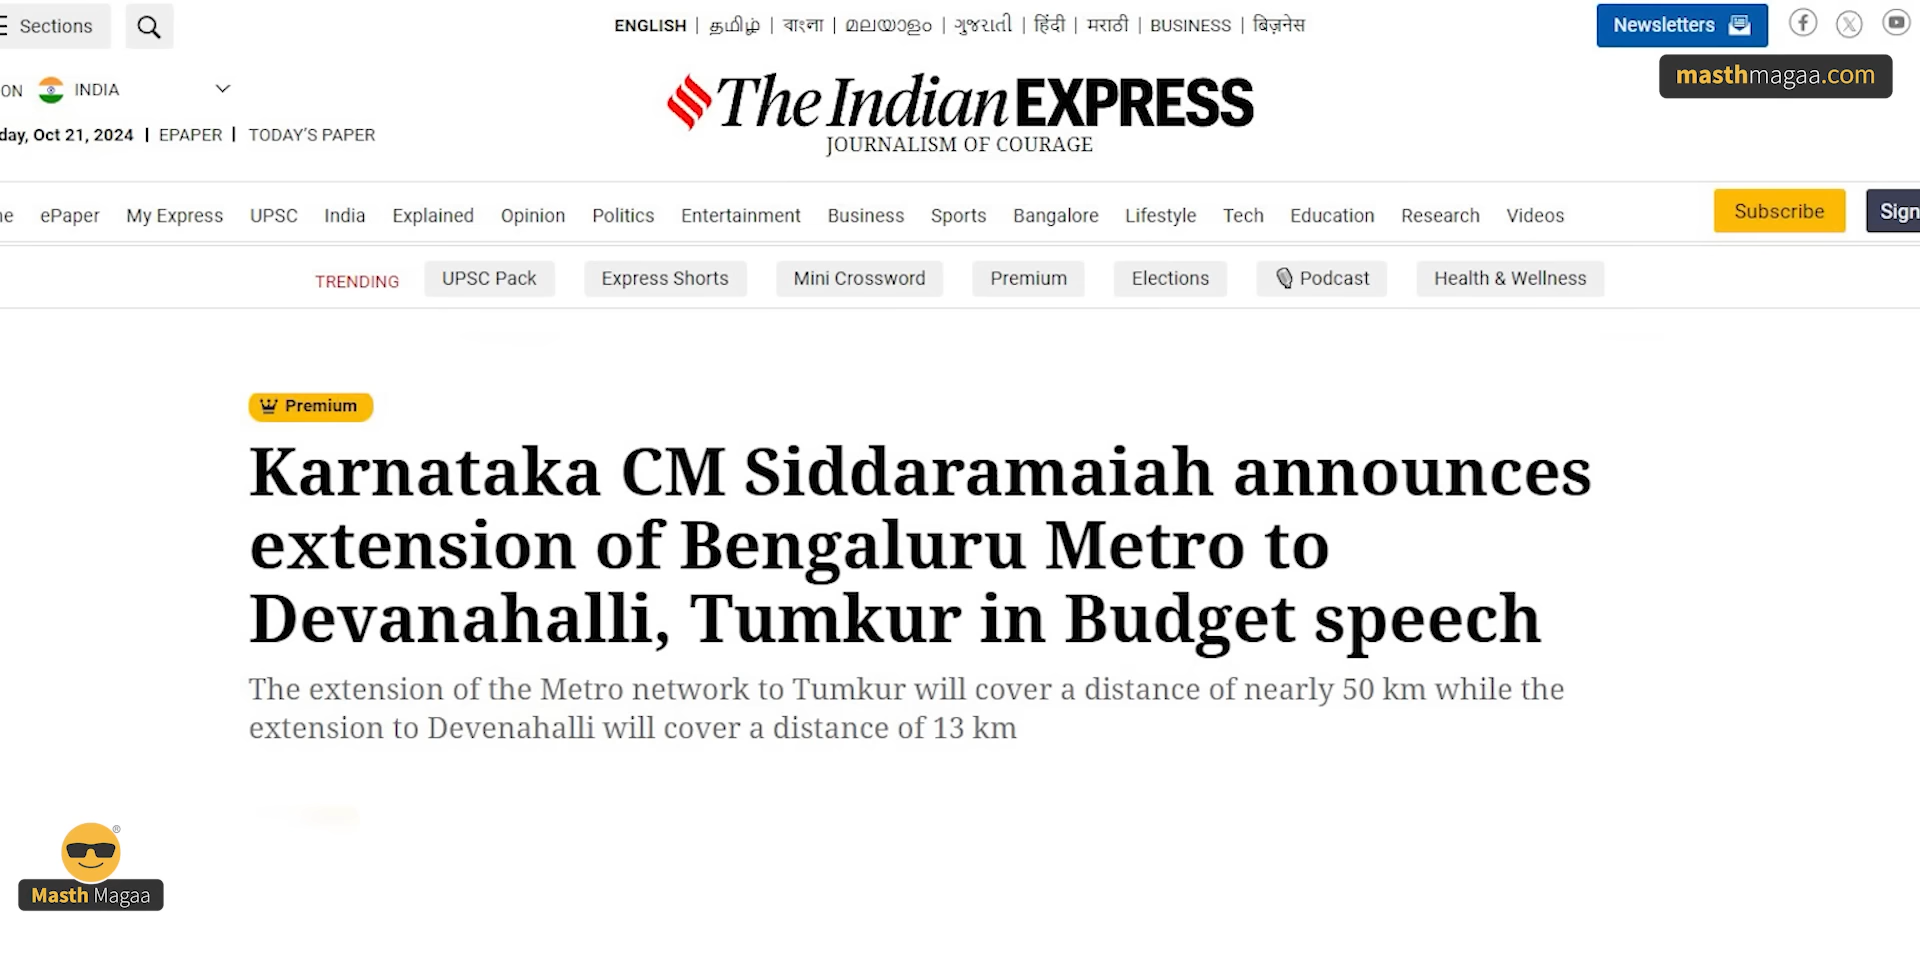 Sections
ENGLISH | தமிழ் | বাংলা | മലയാളം | ગુજરાતી | हिंदी | मराठी | BUSINESS | बिज़नेस
Newsletters
masthmagaa.com
ON INDIA
The Indian EXPRESS
JOURNALISM OF COURAGE
day, Oct 21, 2024 | EPAPER | TODAY'S PAPER
ne ePaper My Express UPSC India Explained Opinion Politics Entertainment Business Sports Bangalore Lifestyle Tech Education Research Videos Subscribe Sign
TRENDING UPSC Pack Express Shorts Mini Crossword Premium Elections Podcast Health & Wellness
Premium
Karnataka CM Siddaramaiah announces
extension of Bengaluru Metro to
Devanahalli, Tumkur in Budget speech
The extension of the Metro network to Tumkur will cover a distance of nearly 50 km while the
extension to Devenahalli will cover a distance of 13 km
®
Masth Magaa